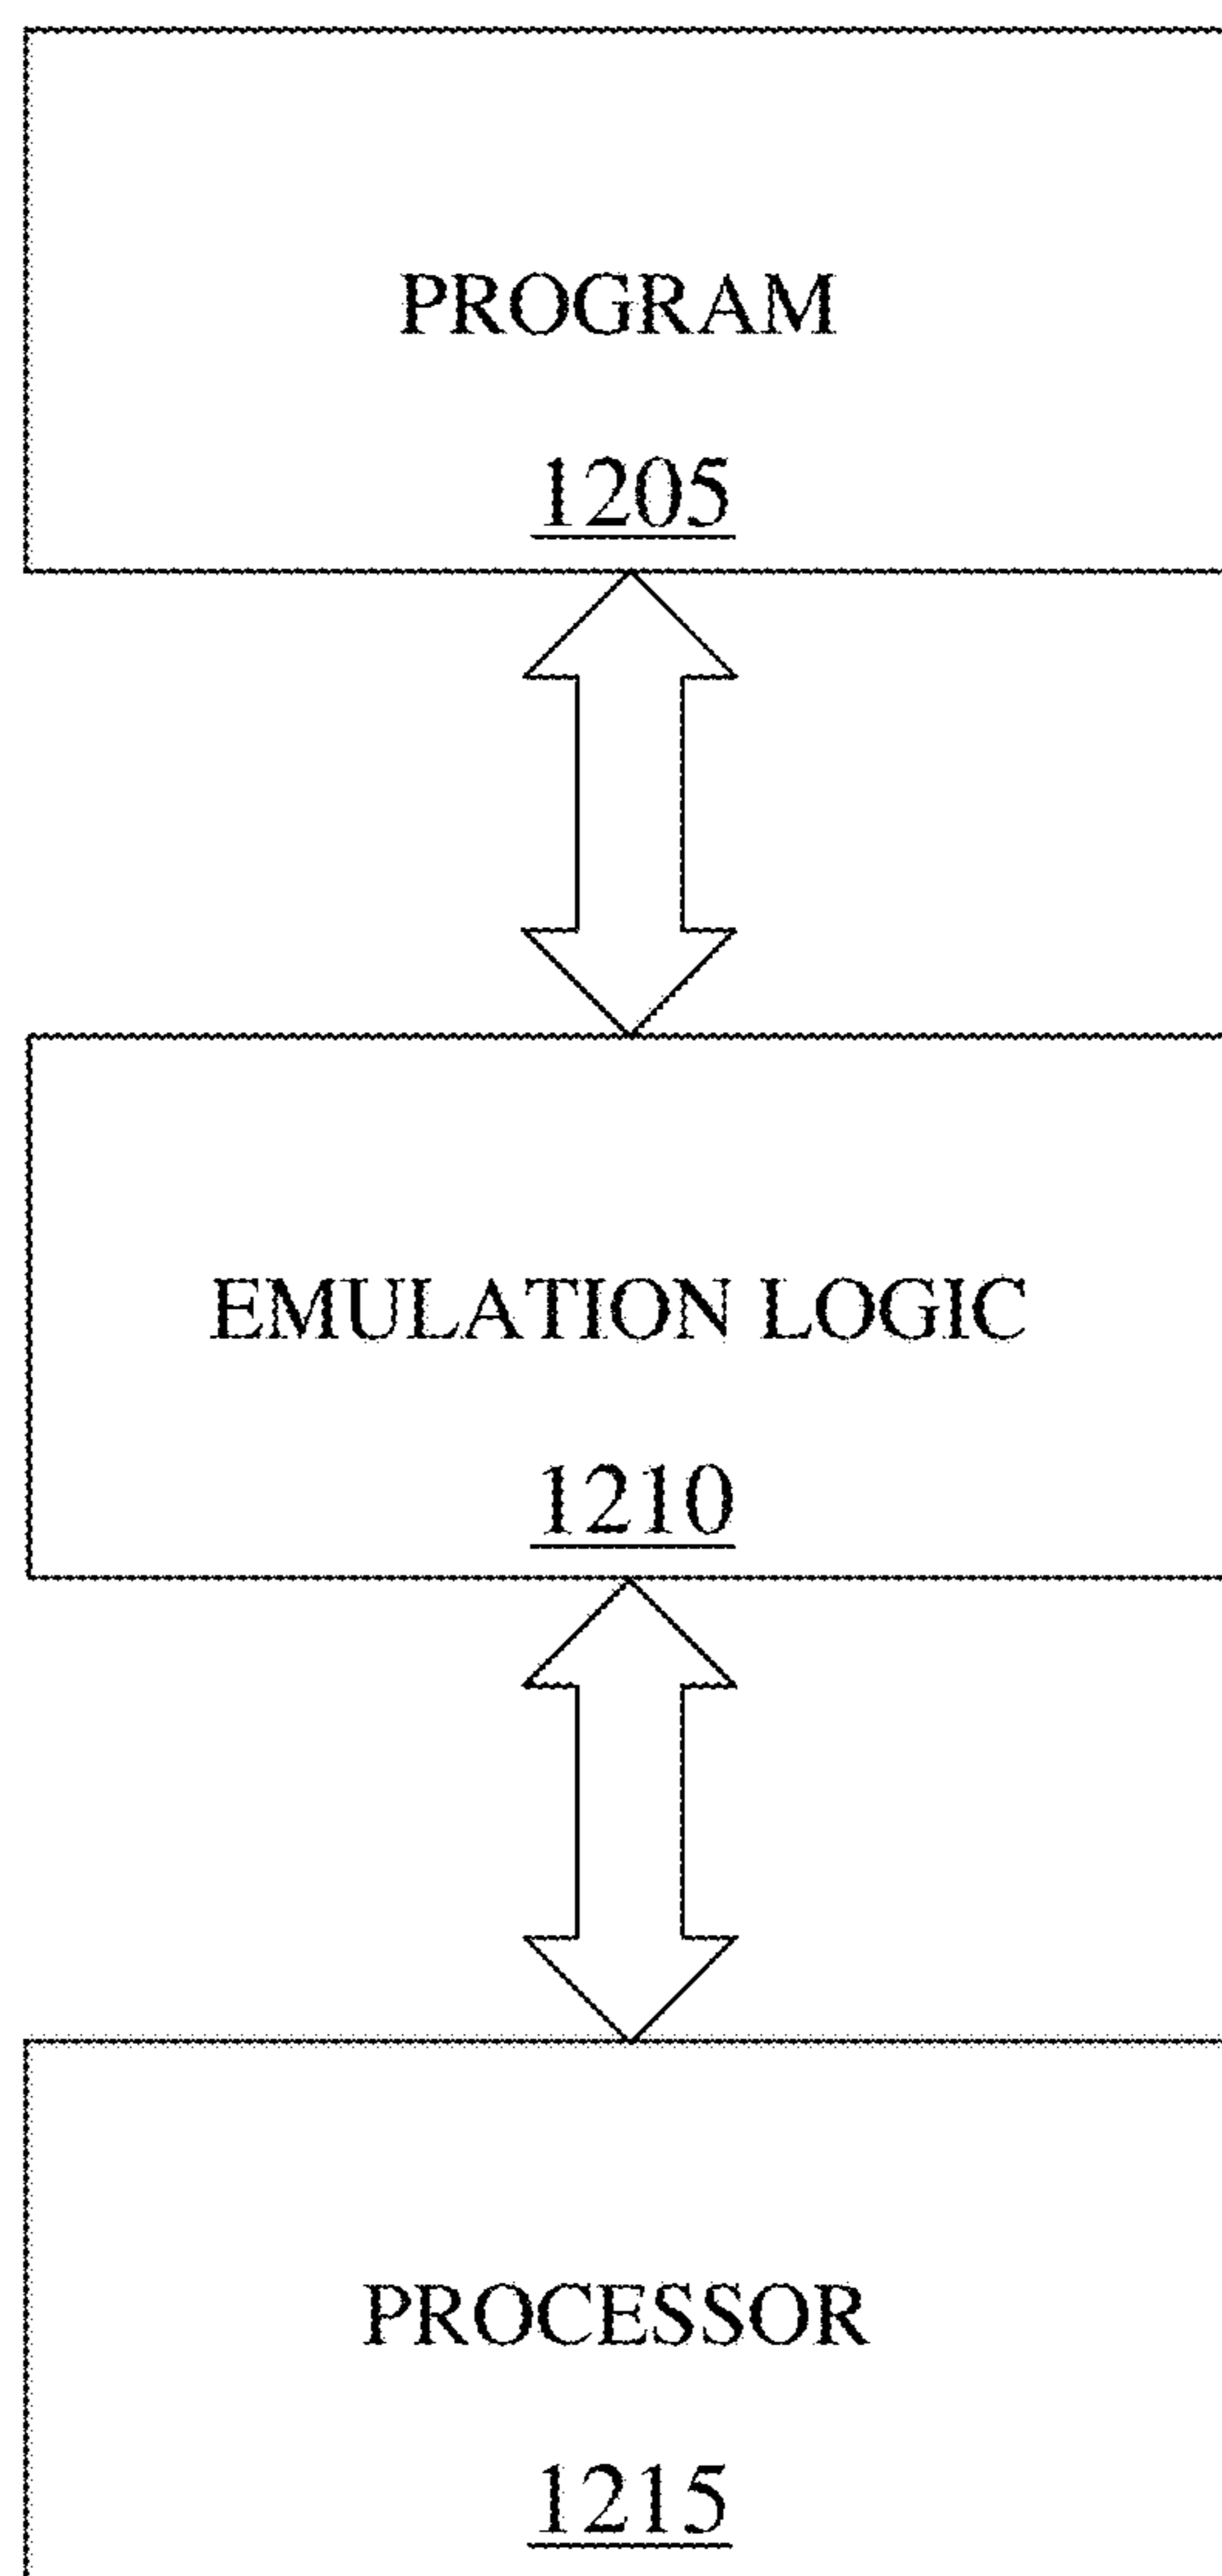 PROGRAM
1205
EMULATION LOGIC
1210
PROCESSOR
1215